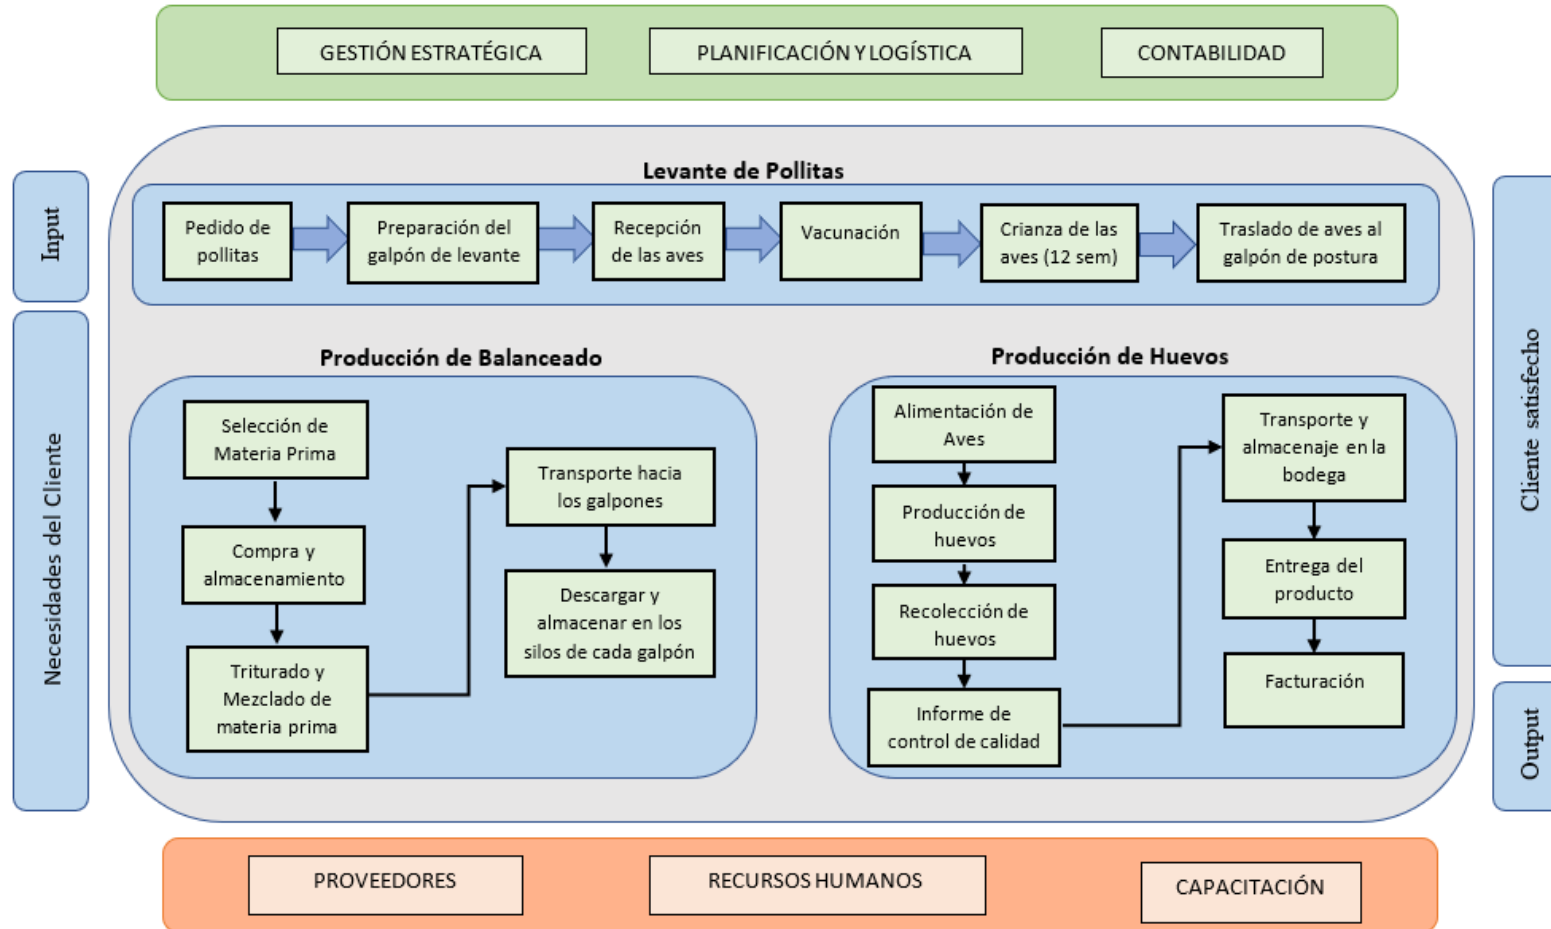 GESTIÓN ESTRATÉGICA
PLANIFICACIÓN Y LOGÍSTICA
CONTABILIDAD
Input
Necesidades del Cliente
Levante de Pollitas
Pedido de
pollitas
Preparación del
galpón de levante
Recepción
de las aves
Vacunación
Crianza de las
aves (12 sem)
Traslado de aves al
galpón de postura
Producción de Balanceado
Selección de
Materia Prima
Compra y
almacenamiento
Triturado y
Mezclado de
materia prima
Transporte hacia
los galpones
Descargar y
almacenar en los
silos de cada galpón
Producción de Huevos
Alimentación de
Aves
Producción de
huevos
Recolección de
huevos
Informe de
control de calidad
Transporte y
almacenaje en la
bodega
Entrega del
producto
Facturación
Cliente satisfecho
Output
PROVEEDORES
RECURSOS HUMANOS
CAPACITACIÓN